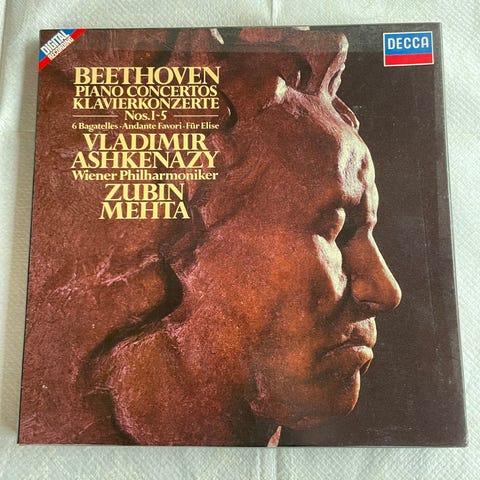 DIGITAL
RECORDING
DECCA
BEETHOVEN
PIANO CONCERTOS
KLAVIERKONZERTE
Nos.1-5
6 Bagatelles·Andante Favori·Für Elise
VLADIMIR
ASHKENAZY
Wiener Philharmoniker
ZUBIN
MEHTA